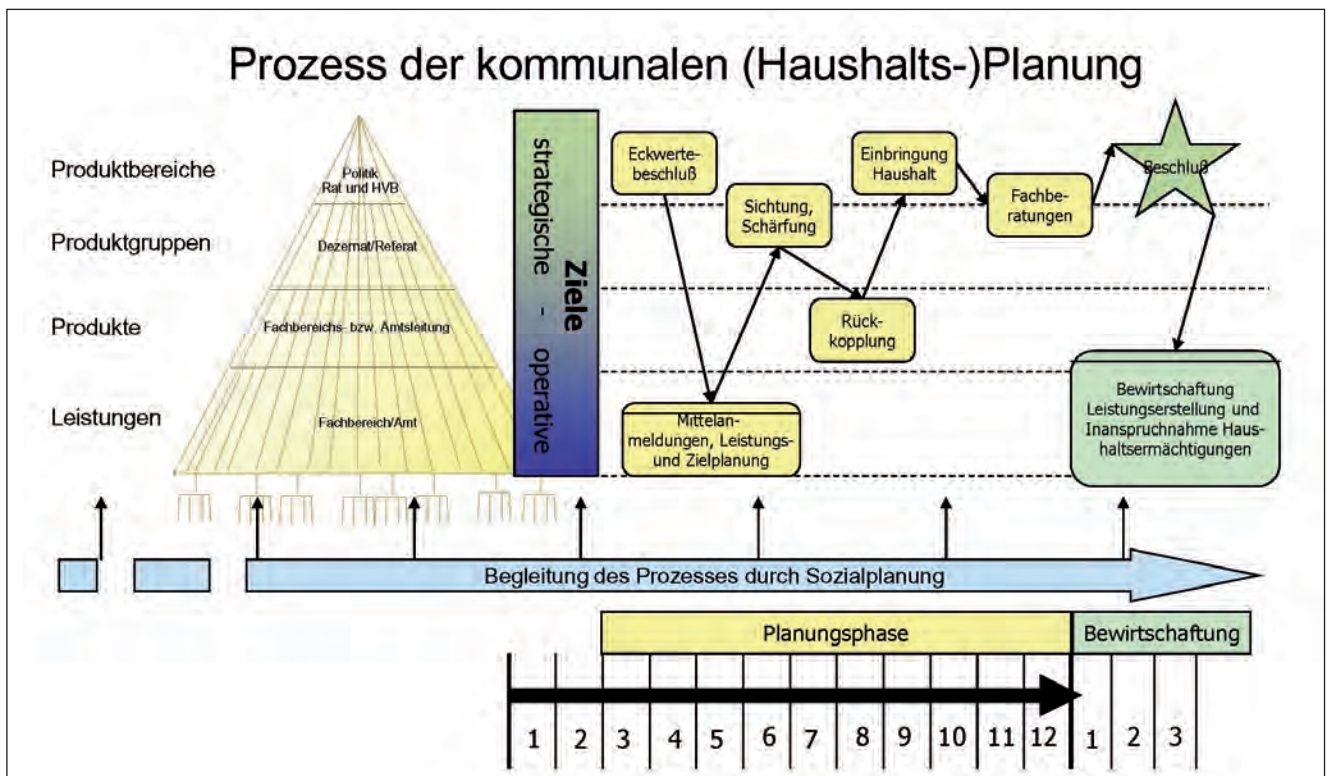 Prozess der kommunalen (Haushalts-)Planung
Produktbereiche
Produktgruppen
Produkte
Leistungen
Politik
Rat und HVB
Dezernat/Referat
Fachbereichs- bzw. Amtsleitung
Fachbereich/Amt
strategische - operative
Ziele
Eckwerte-
beschluß
Mittelan-
meldungen, Leistungs-
und Zielplanung
Sichtung,
Schärfung
Rück-
kopplung
Einbringung
Haushalt
Fachbe-
ratungen
Beschluß
Bewirtschaftung
Leistungserstellung und
Inanspruchnahme Haus-
haltsermächtigungen
Begleitung des Prozesses durch Sozialplanung
Planungsphase
Bewirtschaftung
1 2 3 4 5 6 7 8 9 10 11 12 1 2 3